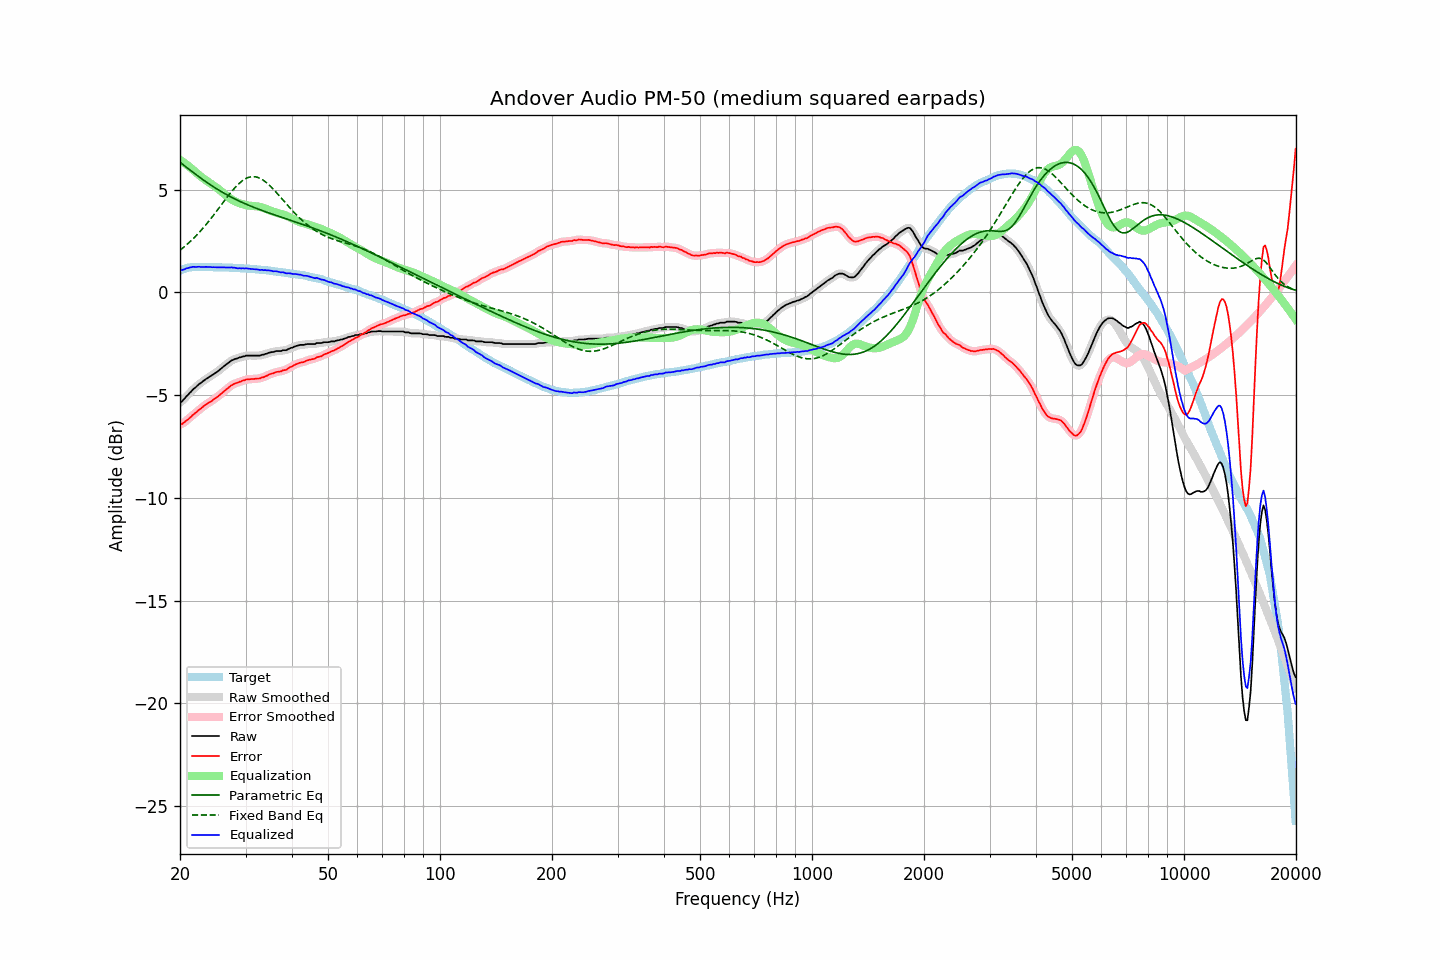 Andover Audio PM-50 (medium squared earpads)
Amplitude (dBr)
5
0
−5
−10
−15
−20
−25
Target
Raw Smoothed
Error Smoothed
Raw
Error
Equalization
Parametric Eq
Fixed Band Eq
Equalized
20 50 100 200 500 1000 2000 5000 10000 20000
Frequency (Hz)